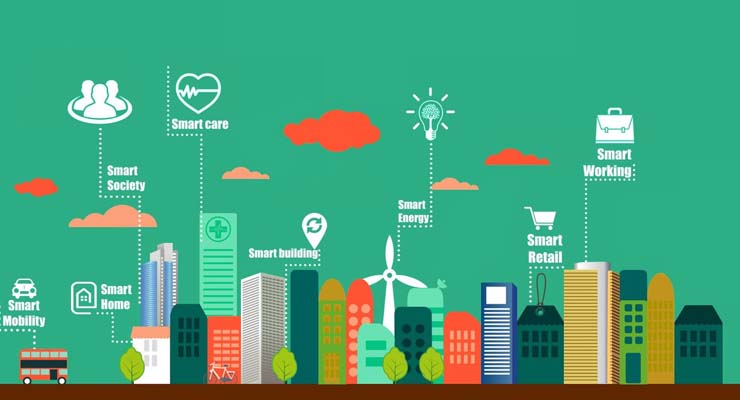 Smart care
Smart
Society
Smart
Working
Smart
Energy
Smart
Retail
Smart building
Smart
Home
Smart
Mobility